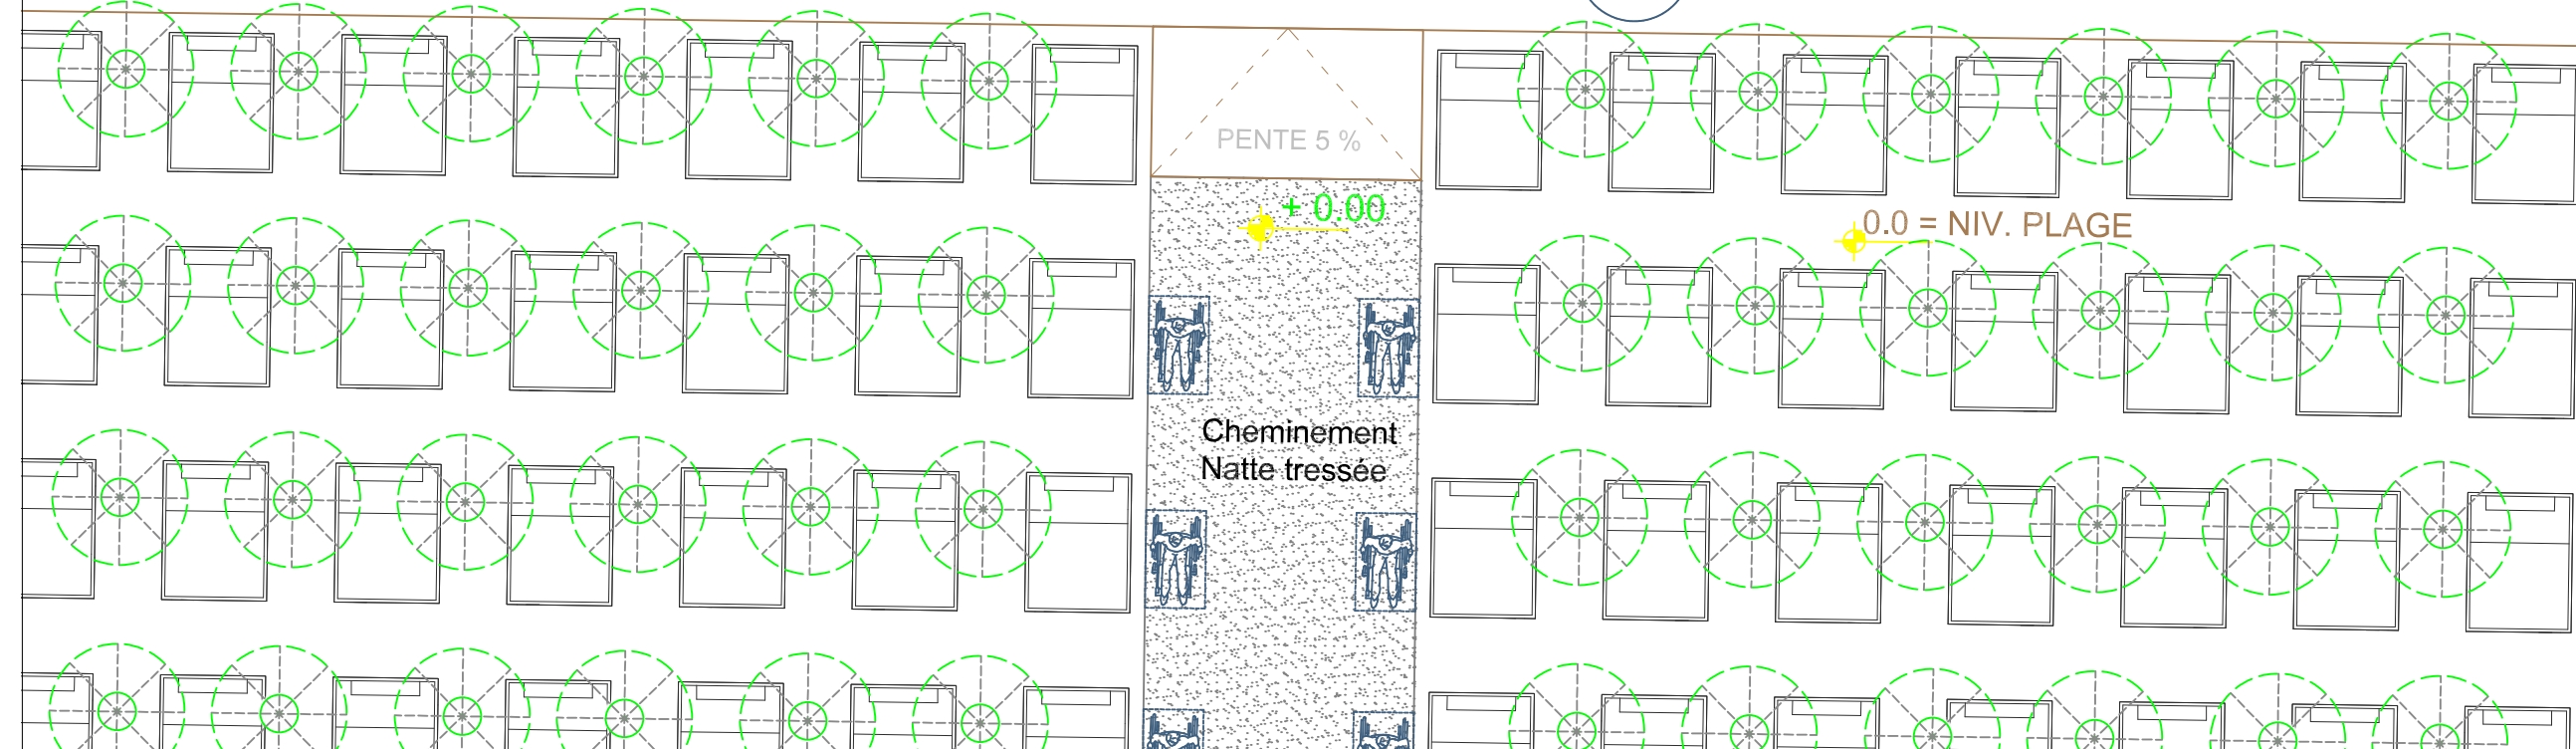 PENTE 5 %
+ 0.00
0.0 = NIV. PLAGE
Cheminement
Natte tressée